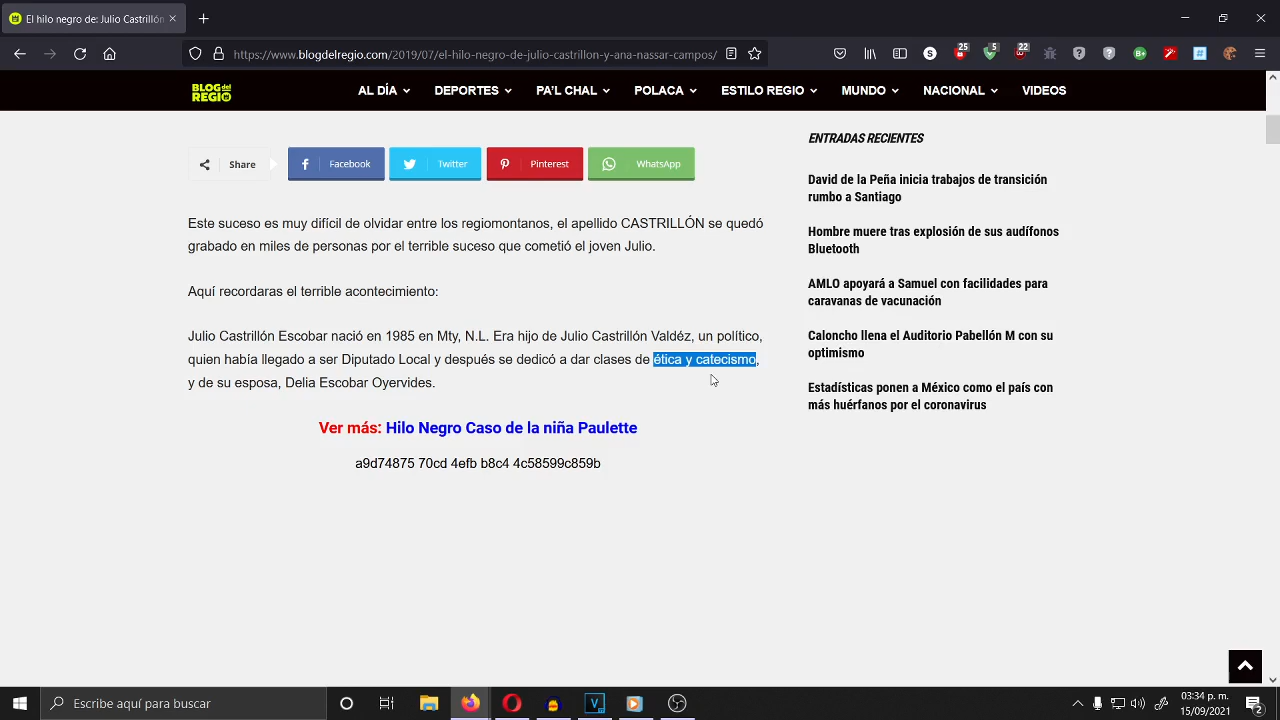 El hilo negro de: Julio Castrillón
https://www.blogdelregio.com/2019/07/el-hilo-negro-de-julio-castrillon-y-ana-nassar-campos/
25
5
22
BLOG del REGIO
AL DÍA
DEPORTES
PA'L CHAL
POLACA
ESTILO REGIO
MUNDO
NACIONAL
VIDEOS
Share
Facebook
Twitter
Pinterest
WhatsApp
Este suceso es muy difícil de olvidar entre los regiomontanos, el apellido CASTRILLÓN se quedó
grabado en miles de personas por el terrible suceso que cometió el joven Julio.
Aquí recordaras el terrible acontecimiento:
Julio Castrillón Escobar nació en 1985 en Mty, N.L. Era hijo de Julio Castrillón Valdéz, un político,
quien había llegado a ser Diputado Local y después se dedicó a dar clases de ética y catecismo,
y de su esposa, Delia Escobar Oyervides.
Ver más: Hilo Negro Caso de la niña Paulette
a9d74875 70cd 4efb b8c4 4c58599c859b
ENTRADAS RECIENTES
David de la Peña inicia trabajos de transición
rumbo a Santiago
Hombre muere tras explosión de sus audífonos
Bluetooth
AMLO apoyará a Samuel con facilidades para
caravanas de vacunación
Caloncho llena el Auditorio Pabellón M con su
optimismo
Estadísticas ponen a México como el país con
más huérfanos por el coronavirus
Escribe aquí para buscar
03:34 p. m.
15/09/2021
2